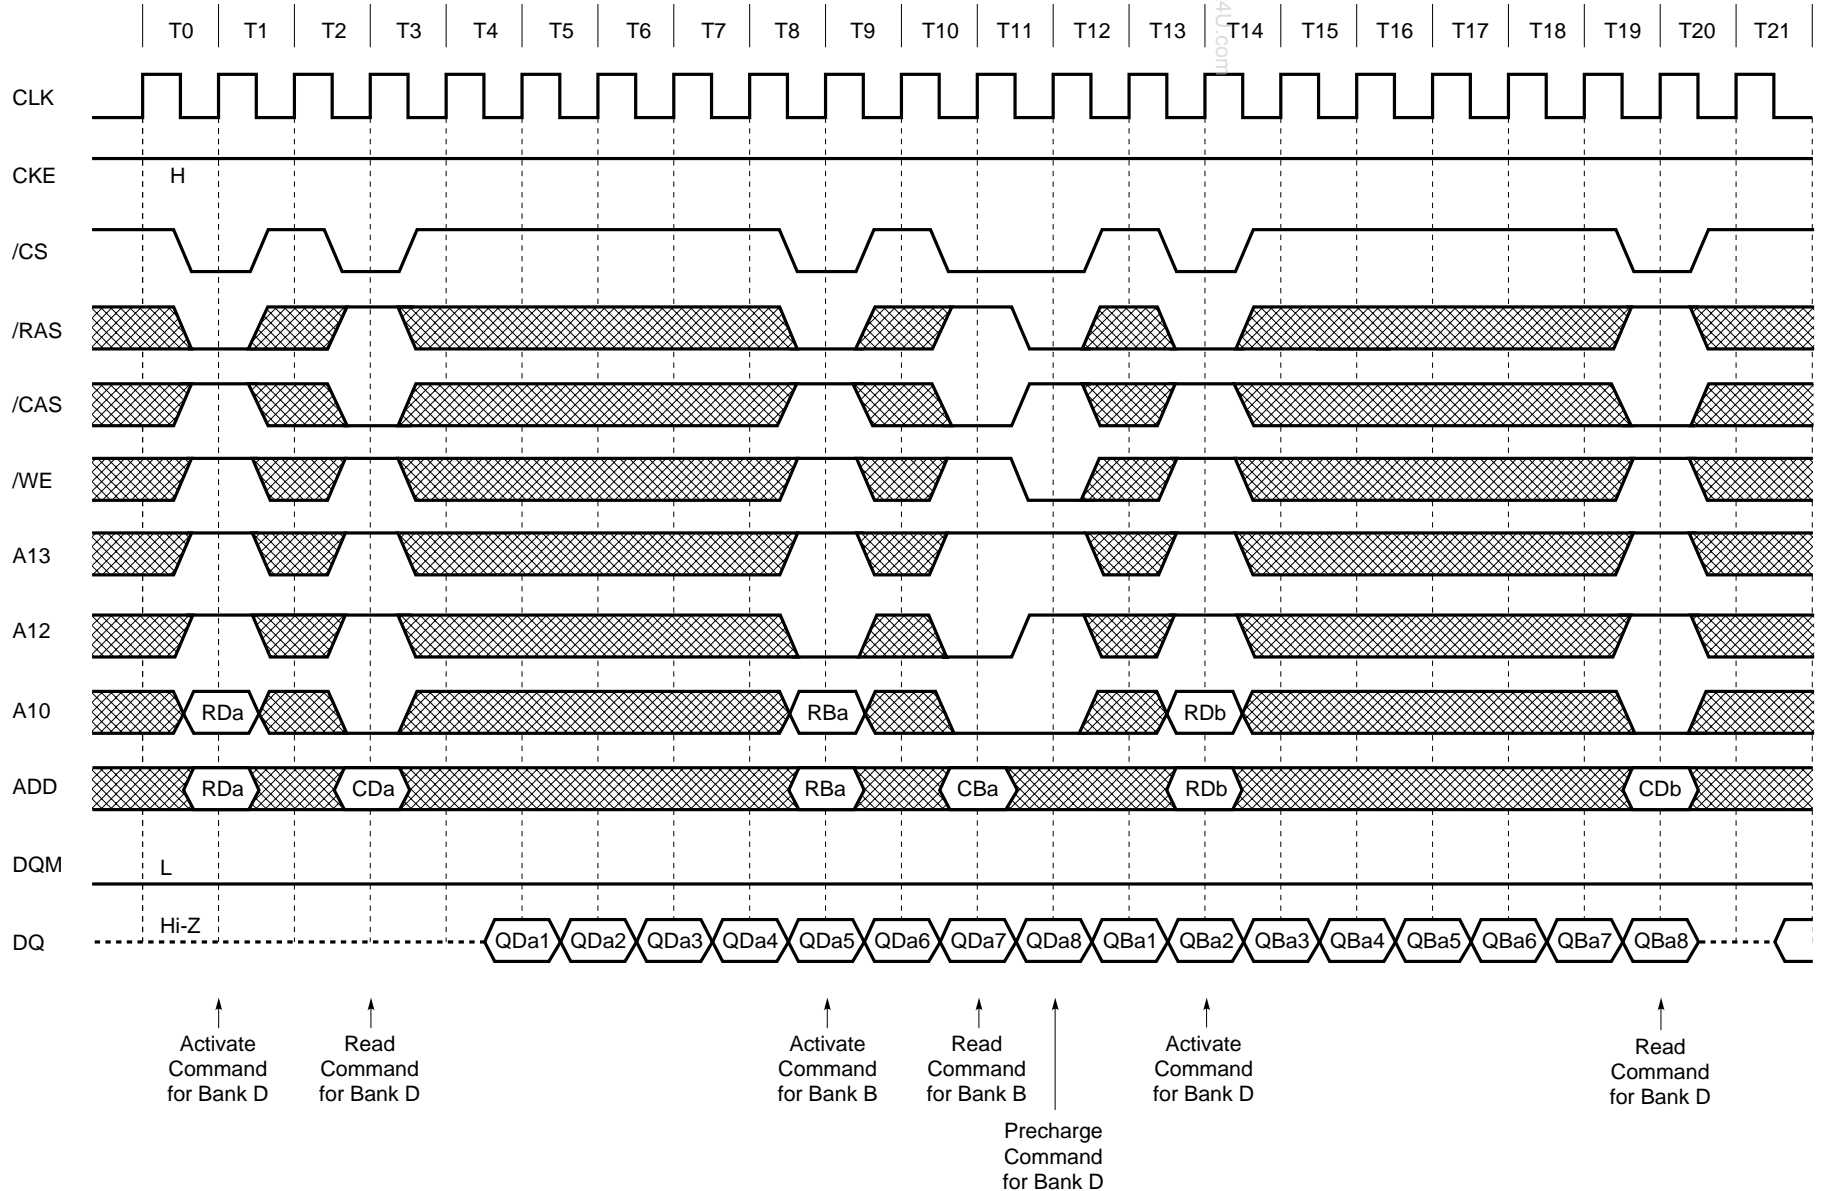 T0 T1 T2 T3 T4 T5 T6 T7 T8 T9 T10 T11 T12 T13 T14 T15 T16 T17 T18 T19 T20 T21
4U.com
CLK
CKE H
/CS
/RAS
/CAS
/WE
A13
A12
A10 RDa RBa RDb
ADD RDa CDa RBa CBa RDb CDb
DQM L
Hi-Z
DQ QDa1 QDa2 QDa3 QDa4 QDa5 QDa6 QDa7 QDa8 QBa1 QBa2 QBa3 QBa4 QBa5 QBa6 QBa7 QBa8
Activate
Command
for Bank D
Read
Command
for Bank D
Activate
Command
for Bank B
Read
Command
for Bank B
Precharge
Command
for Bank D
Activate
Command
for Bank D
Read
Command
for Bank D